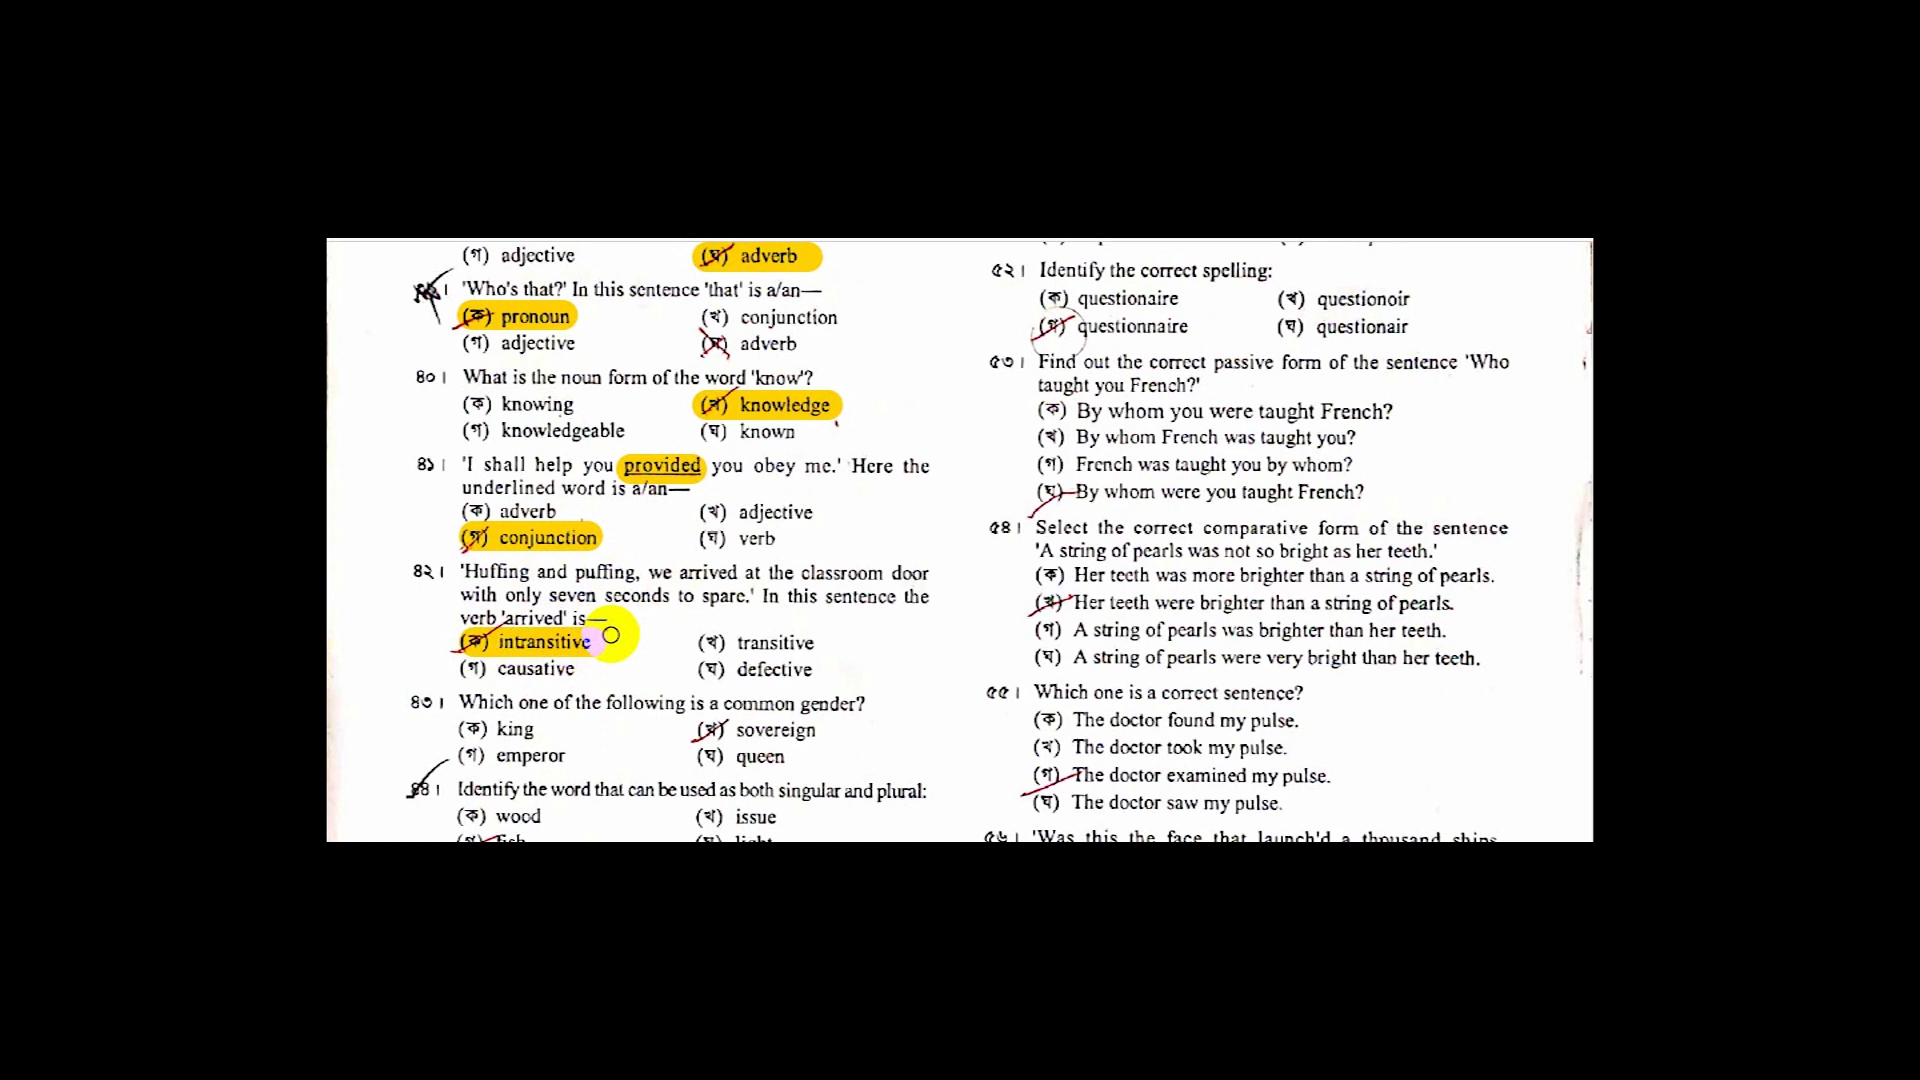 (গ) adjective (ঘ) adverb
'Who's that?' In this sentence 'that' is a/an—
(ক) pronoun (খ) conjunction
(গ) adjective (ঘ) adverb
৪০। What is the noun form of the word 'know'?
(ক) knowing (খ) knowledge
(গ) knowledgeable (ঘ) known
৪১। 'I shall help you provided you obey me.' Here the
underlined word is a/an—
(ক) adverb (খ) adjective
(গ) conjunction (ঘ) verb
৪২। 'Huffing and puffing, we arrived at the classroom door
with only seven seconds to spare.' In this sentence the
verb 'arrived' is—
(ক) intransitive (খ) transitive
(গ) causative (ঘ) defective
৪৩। Which one of the following is a common gender?
(ক) king (খ) sovereign
(গ) emperor (ঘ) queen
৪৪। Identify the word that can be used as both singular and plural:
(ক) wood (খ) issue
(গ) fish (ঘ) light
৫২। Identify the correct spelling:
(ক) questionaire (খ) questionoir
(গ) questionnaire (ঘ) questionair
৫৩। Find out the correct passive form of the sentence 'Who
taught you French?'
(ক) By whom you were taught French?
(খ) By whom French was taught you?
(গ) French was taught you by whom?
(ঘ) By whom were you taught French?
৫৪। Select the correct comparative form of the sentence
'A string of pearls was not so bright as her teeth.'
(ক) Her teeth was more brighter than a string of pearls.
(খ) Her teeth were brighter than a string of pearls.
(গ) A string of pearls was brighter than her teeth.
(ঘ) A string of pearls were very bright than her teeth.
৫৫। Which one is a correct sentence?
(ক) The doctor found my pulse.
(খ) The doctor took my pulse.
(গ) The doctor examined my pulse.
(ঘ) The doctor saw my pulse.
৫৬। 'Was this the face that launch'd a thousand ships